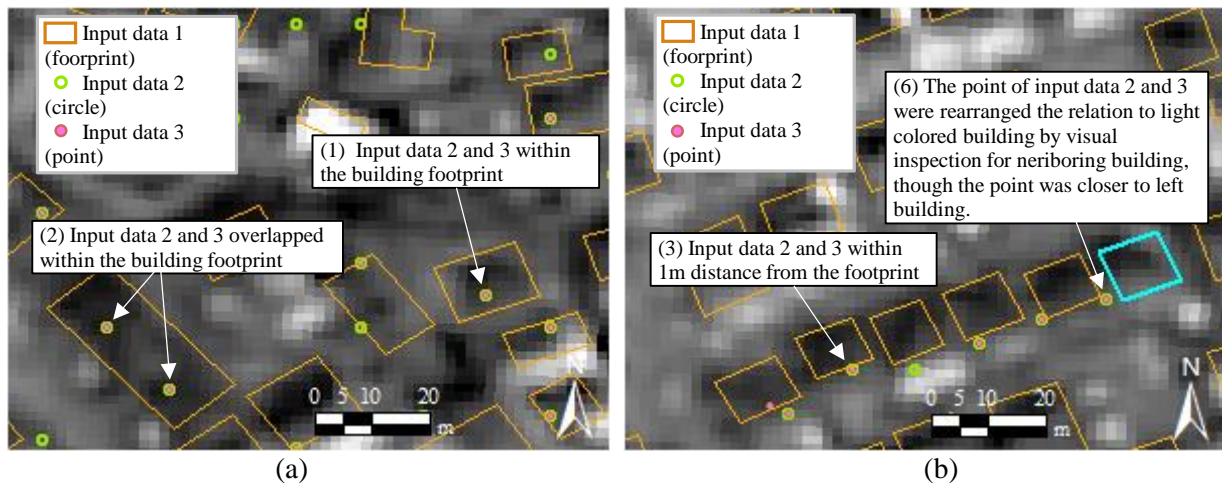 Input data 1
(foorprint)
Input data 2
(circle)
Input data 3
(point)
(1) Input data 2 and 3 within
the building footprint
(2) Input data 2 and 3 overlapped
within the building footprint
N
0 5 10 20
m
(a)
Input data 1
(foorprint)
Input data 2
(circle)
Input data 3
(point)
(6) The point of input data 2 and 3
were rearranged the relation to light
colored building by visual
inspection for neriboring building,
though the point was closer to left
building.
(3) Input data 2 and 3 within
1m distance from the footprint
N
0 5 10 20
m
(b)